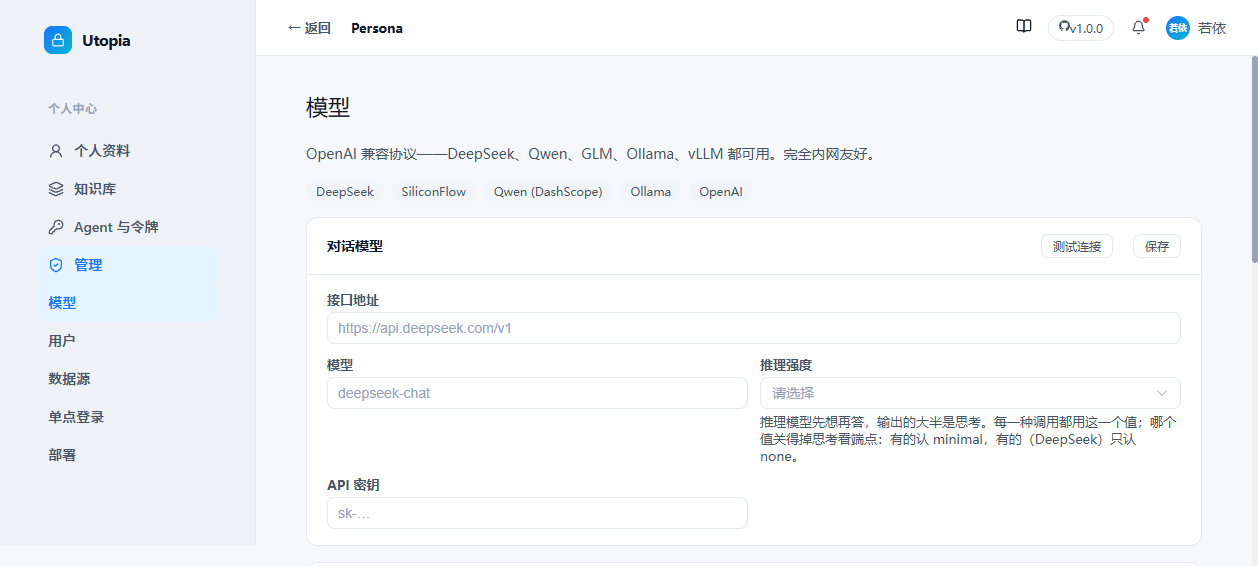 Utopia
← 返回 Persona
v1.0.0
若依 若依
个人中心
个人资料
知识库
Agent 与令牌
管理
模型
用户
数据源
单点登录
部署
模型
OpenAI 兼容协议——DeepSeek、Qwen、GLM、Ollama、vLLM 都可用。完全内网友好。
DeepSeek SiliconFlow Qwen (DashScope) Ollama OpenAI
对话模型 测试连接 保存
接口地址
https://api.deepseek.com/v1
模型
deepseek-chat
推理强度
请选择
推理模型先想再答，输出的大半是思考。每一种调用都用这一个值；哪个
值关得掉思考看端点：有的认 minimal，有的（DeepSeek）只认
none。
API 密钥
sk-...